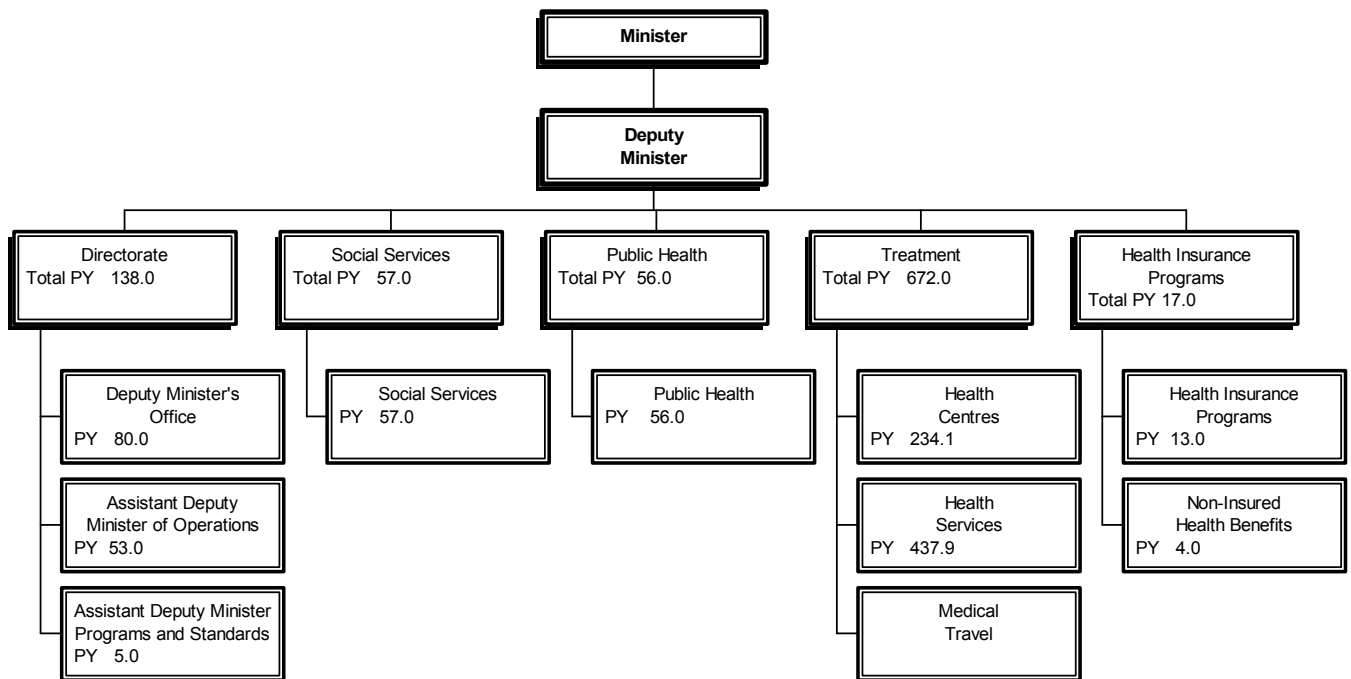 Minister
Deputy
Minister
Directorate
Total PY 138.0
Social Services
Total PY 57.0
Public Health
Total PY 56.0
Treatment
Total PY 672.0
Health Insurance
Programs
Total PY 17.0
Deputy Minister's
Office
PY 80.0
Social Services
PY 57.0
Public Health
PY 56.0
Health
Centres
PY 234.1
Health Insurance
Programs
PY 13.0
Assistant Deputy
Minister of Operations
PY 53.0
Health
Services
PY 437.9
Non-Insured
Health Benefits
PY 4.0
Assistant Deputy Minister
Programs and Standards
PY 5.0
Medical
Travel